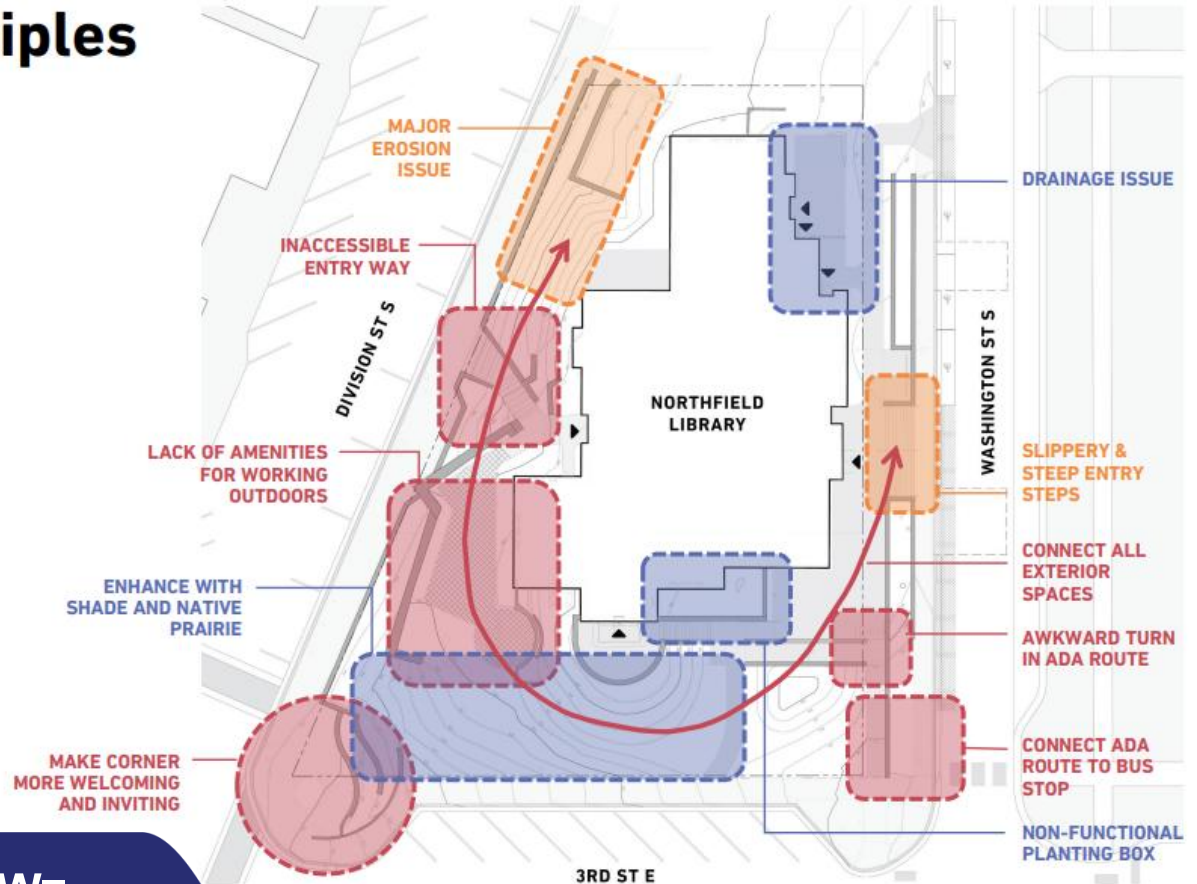 iples
MAJOR
EROSION
ISSUE
INACCESSIBLE
ENTRY WAY
DIVISION ST S
LACK OF AMENITIES
FOR WORKING
OUTDOORS
ENHANCE WITH
SHADE AND NATIVE
PRAIRIE
MAKE CORNER
MORE WELCOMING
AND INVITING
NORTHFIELD
LIBRARY
3RD ST E
WASHINGTON ST S
DRAINAGE ISSUE
SLIPPERY &
STEEP ENTRY
STEPS
CONNECT ALL
EXTERIOR
SPACES
AWKWARD TURN
IN ADA ROUTE
CONNECT ADA
ROUTE TO BUS
STOP
NON-FUNCTIONAL
PLANTING BOX